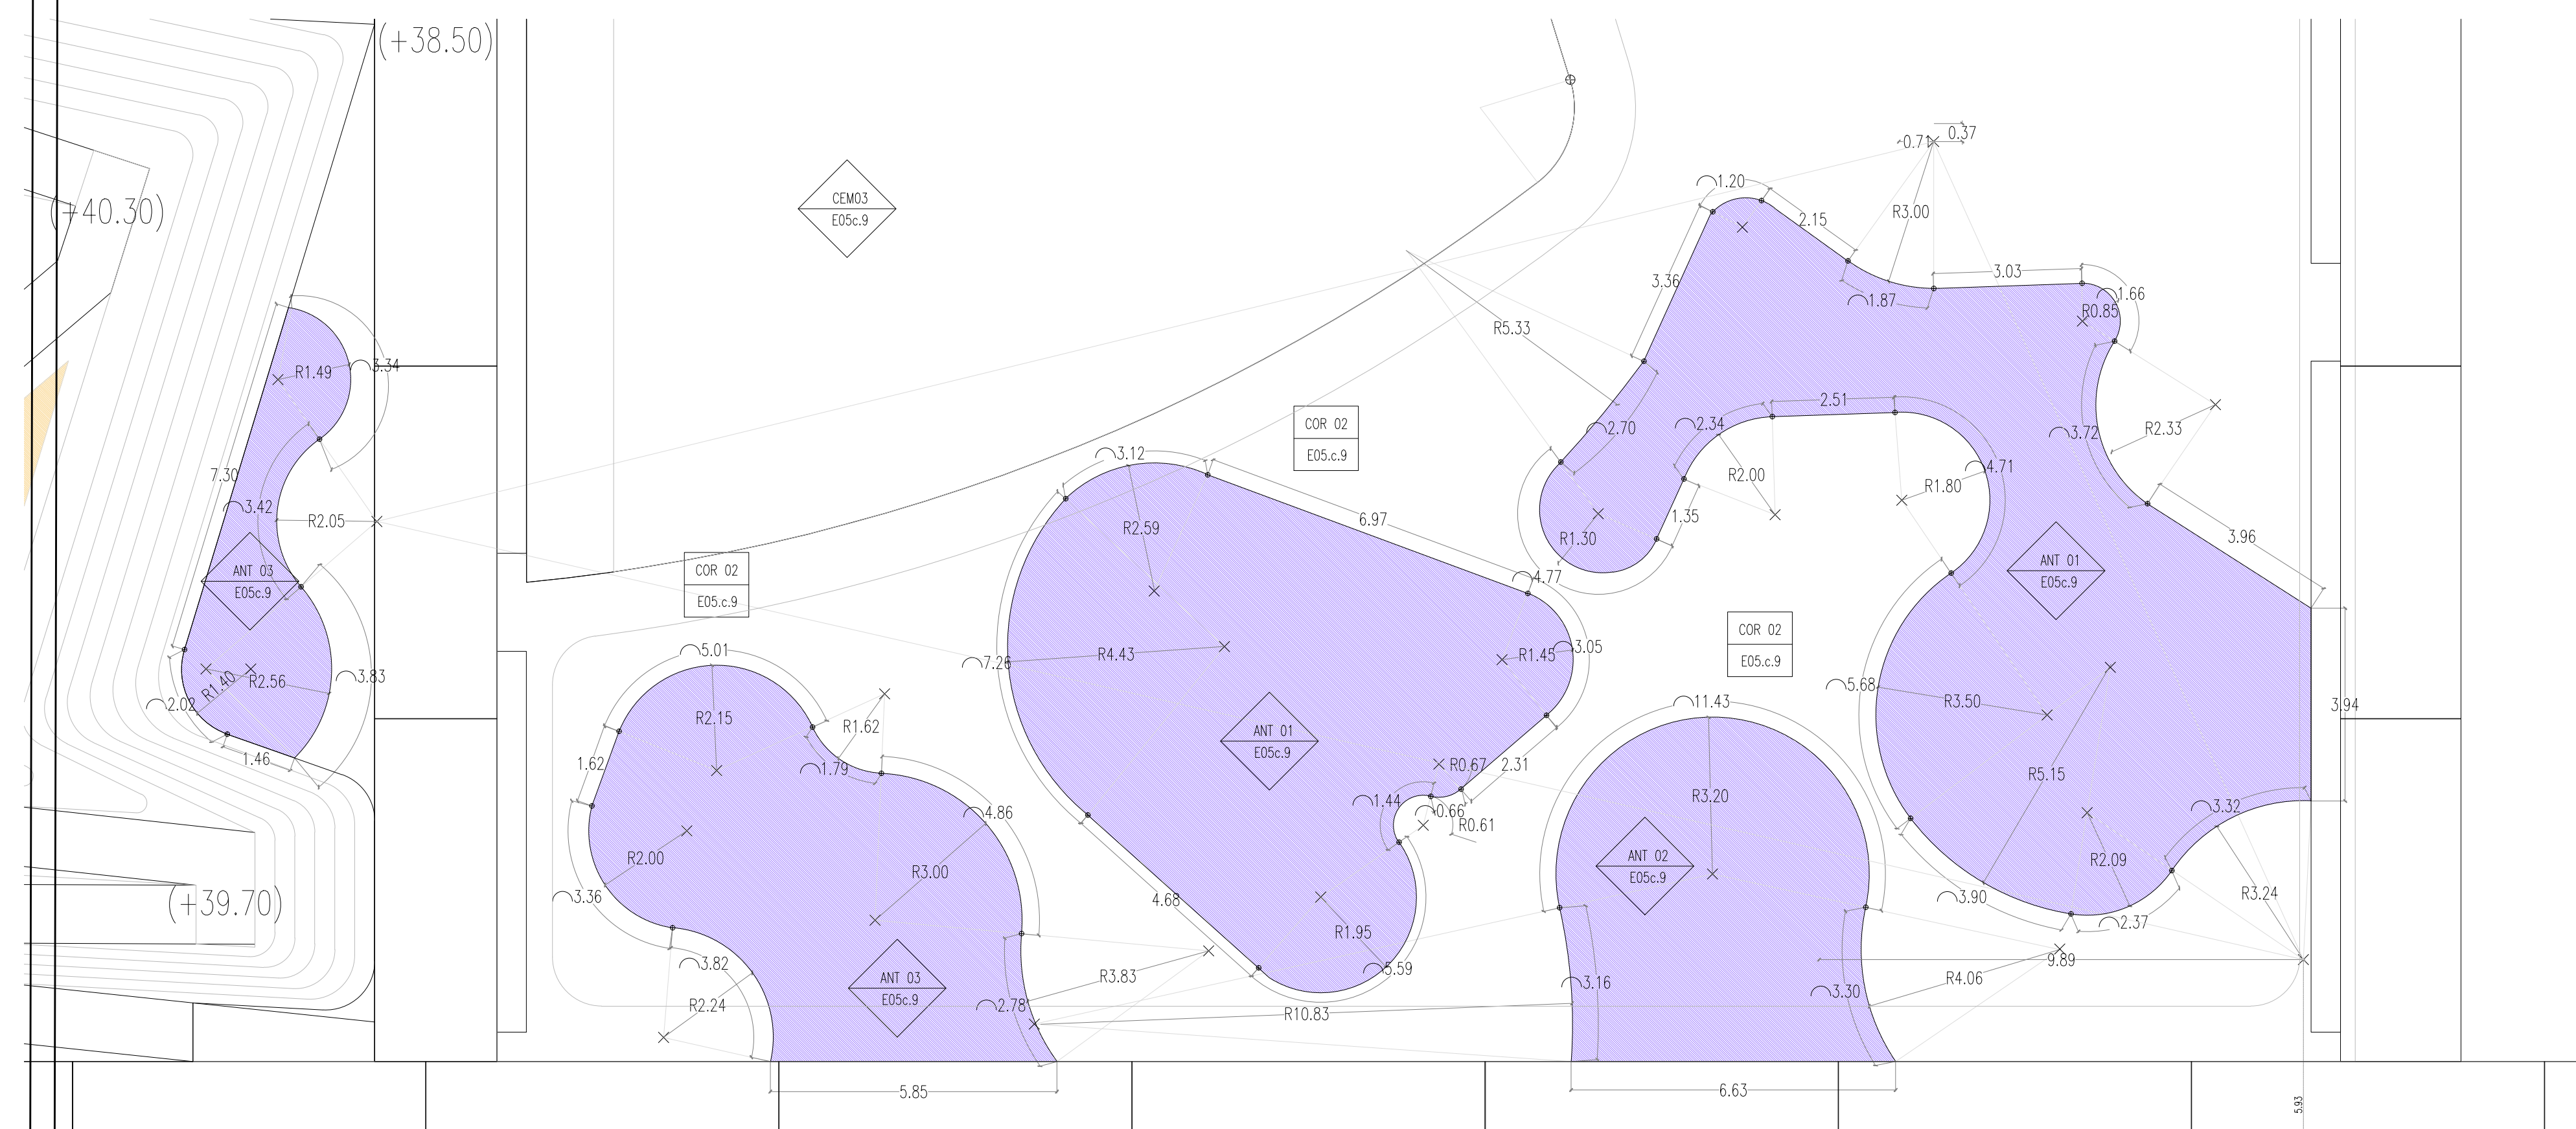 (+38.50)
0.71
0.37
1.20
CEM03
E05c.9
(+40.30)
R3.00
2.15
3.03
3.36
1.87
1.66
R0.85
R5.33
3.34
R1.49
2.51
2.34
COR 02
E05.c.9
2.70
R2.33
3.72
3.12
4.71
7.30
R2.00
R1.80
3.42
R2.05
6.97
1.35
R2.59
R1.30
3.96
ANT 03
E05c.9
COR 02
E05.c.9
4.77
ANT 01
E05c.9
COR 02
E05.c.9
5.01
R4.43
7.26
R1.45
3.05
R2.56
R1.40
3.83
5.68
R3.50
2.02
R2.15
R1.62
11.43
3.94
ANT 01
E05c.9
1.46
1.62
1.79
R0.67
2.31
R5.15
R3.20
1.44
0.66
R0.61
4.86
3.32
R2.00
R3.00
ANT 02
E05c.9
R2.09
3.36
4.68
3.90
R3.24
(+39.70)
R1.95
2.37
3.82
ANT 03
E05c.9
R3.83
5.59
9.89
R4.06
3.16
3.30
R2.24
2.78
R10.83
5.85
6.63
5.93